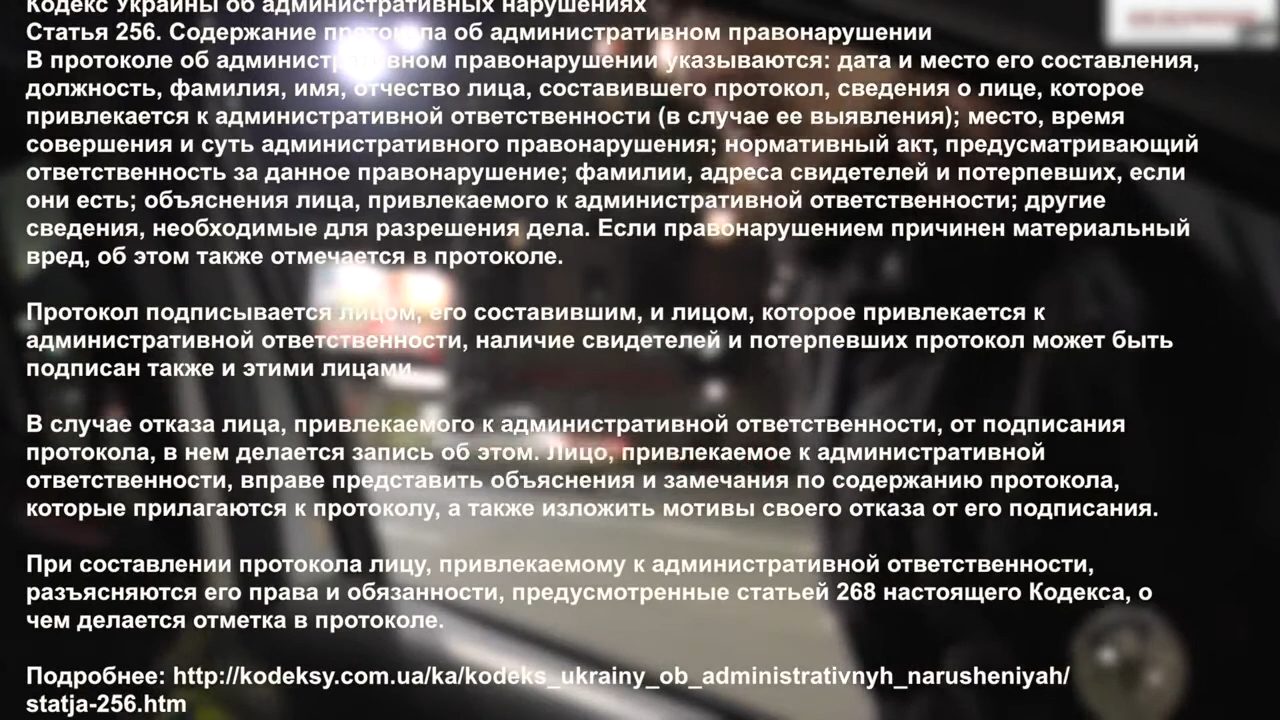 Кодекс Украины об административных нарушениях
Статья 256. Содержание протокола об административном правонарушении
В протоколе об административном правонарушении указываются: дата и место его составления,
должность, фамилия, имя, отчество лица, составившего протокол, сведения о лице, которое
привлекается к административной ответственности (в случае ее выявления); место, время
совершения и суть административного правонарушения; нормативный акт, предусматривающий
ответственность за данное правонарушение; фамилии, адреса свидетелей и потерпевших, если
они есть; объяснения лица, привлекаемого к административной ответственности; другие
сведения, необходимые для разрешения дела. Если правонарушением причинен материальный
вред, об этом также отмечается в протоколе.
Протокол подписывается лицом, его составившим, и лицом, которое привлекается к
административной ответственности, наличие свидетелей и потерпевших протокол может быть
подписан также и этими лицами.
В случае отказа лица, привлекаемого к административной ответственности, от подписания
протокола, в нем делается запись об этом. Лицо, привлекаемое к административной
ответственности, вправе представить объяснения и замечания по содержанию протокола,
которые прилагаются к протоколу, а также изложить мотивы своего отказа от его подписания.
При составлении протокола лицу, привлекаемому к административной ответственности,
разъясняются его права и обязанности, предусмотренные статьей 268 настоящего Кодекса, о
чем делается отметка в протоколе.
Подробнее: http://kodeksy.com.ua/ka/kodeks_ukrainy_ob_administrativnyh_narusheniyah/
statja-256.htm